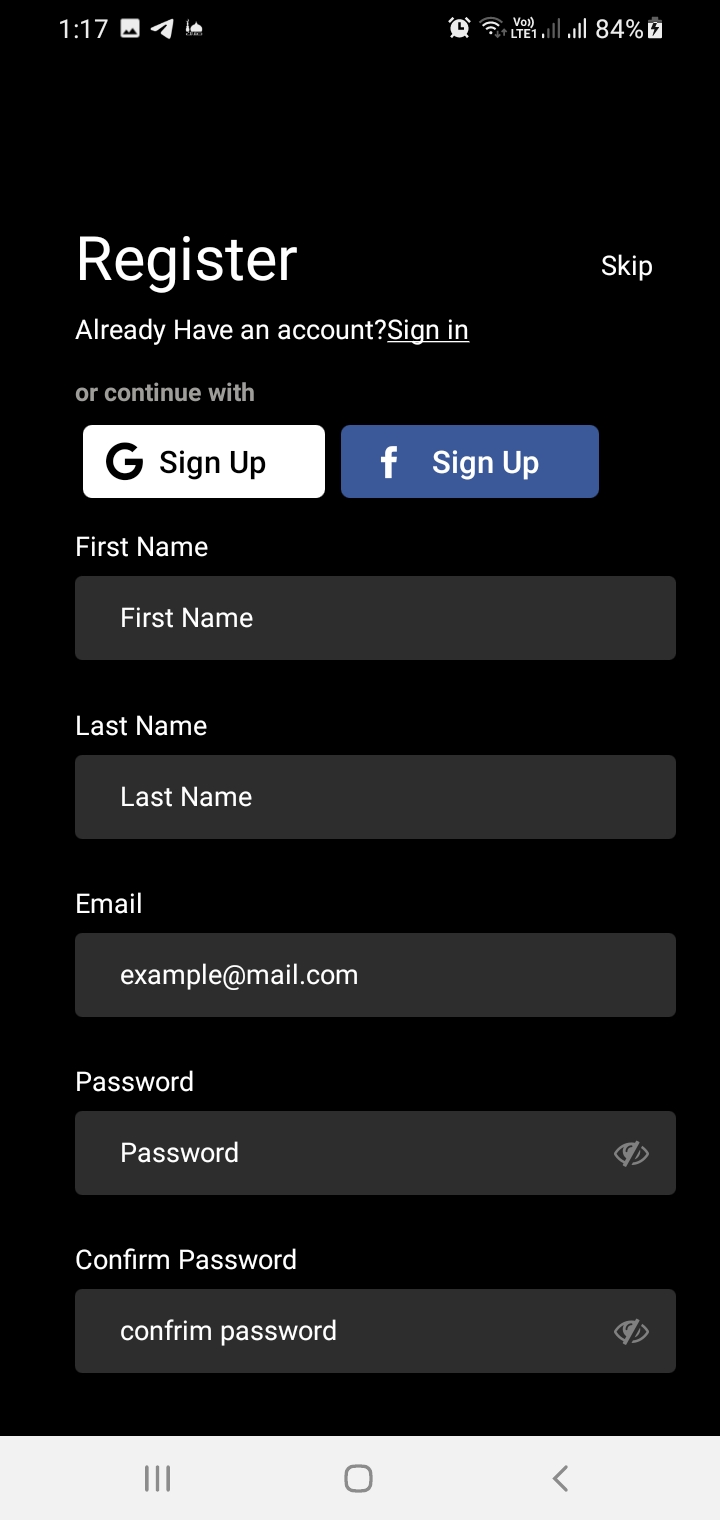 1:17 Vo)) LTE1 84%
Register
Skip
Already Have an account?Sign in
or continue with
G Sign Up f Sign Up
First Name
First Name
Last Name
Last Name
Email
example@mail.com
Password
Password
Confirm Password
confrim password